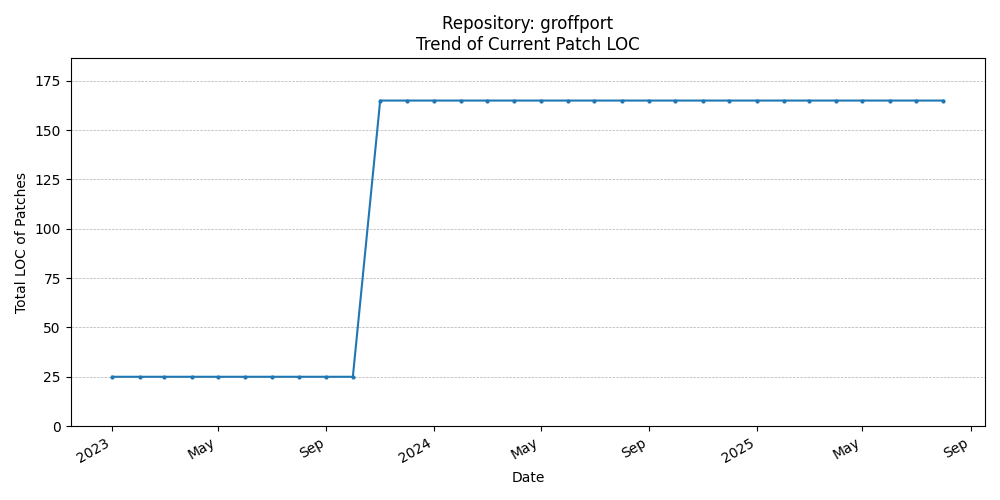 Repository: groffport
Trend of Current Patch LOC
175
150
125
100
75
50
25
0
Total LOC of Patches
2023
May
Sep
2024
May
Sep
2025
May
Sep
Date